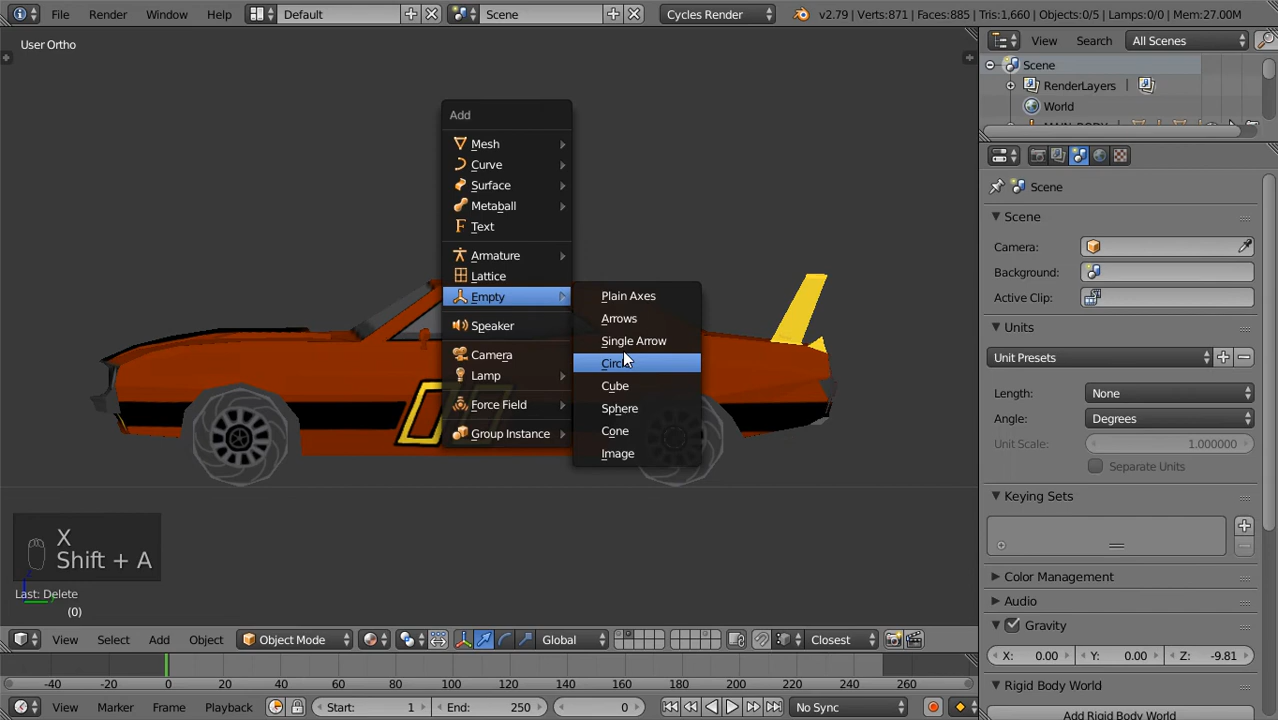 File Render Window Help Default Scene Cycles Render v2.79 | Verts:871 | Faces:885 | Tris:1,660 | Objects:0/5 | Lamps:0/0 | Mem:27.00M
User Ortho
Add
Mesh
Curve
Surface
Metaball
Text
Armature
Lattice
Empty
Speaker
Camera
Lamp
Force Field
Group Instance
Plain Axes
Arrows
Single Arrow
Circle
Cube
Sphere
Cone
Image
X
Shift + A
Last: Delete
(0)
View Select Add Object Object Mode Global Closest
-40 -20 0 20 40 60 80 100 120 140 160 180 200 220 240 260
View Marker Frame Playback Start: 1 End: 250 0 No Sync
View Search All Scenes
Scene
RenderLayers
World
Scene
Scene
Camera:
Background:
Active Clip:
Units
Unit Presets
Length: None
Angle: Degrees
Unit Scale: 1.000000
Separate Units
Keying Sets
Color Management
Audio
Gravity
X: 0.00 Y: 0.00 Z: -9.81
Rigid Body World
Add Rigid Body World